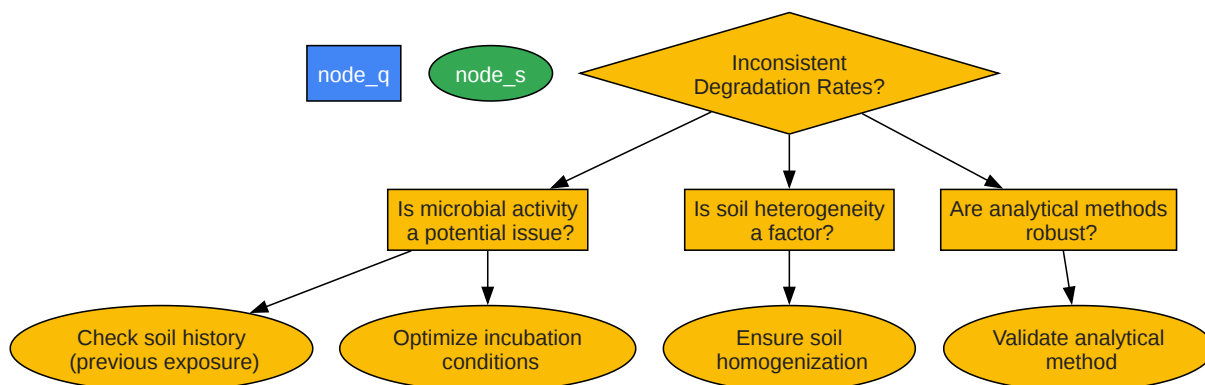 node_q
node_s
Inconsistent
Degradation Rates?
Is microbial activity
a potential issue?
Is soil heterogeneity
a factor?
Are analytical methods
robust?
Check soil history
(previous exposure)
Optimize incubation
conditions
Ensure soil
homogenization
Validate analytical
method